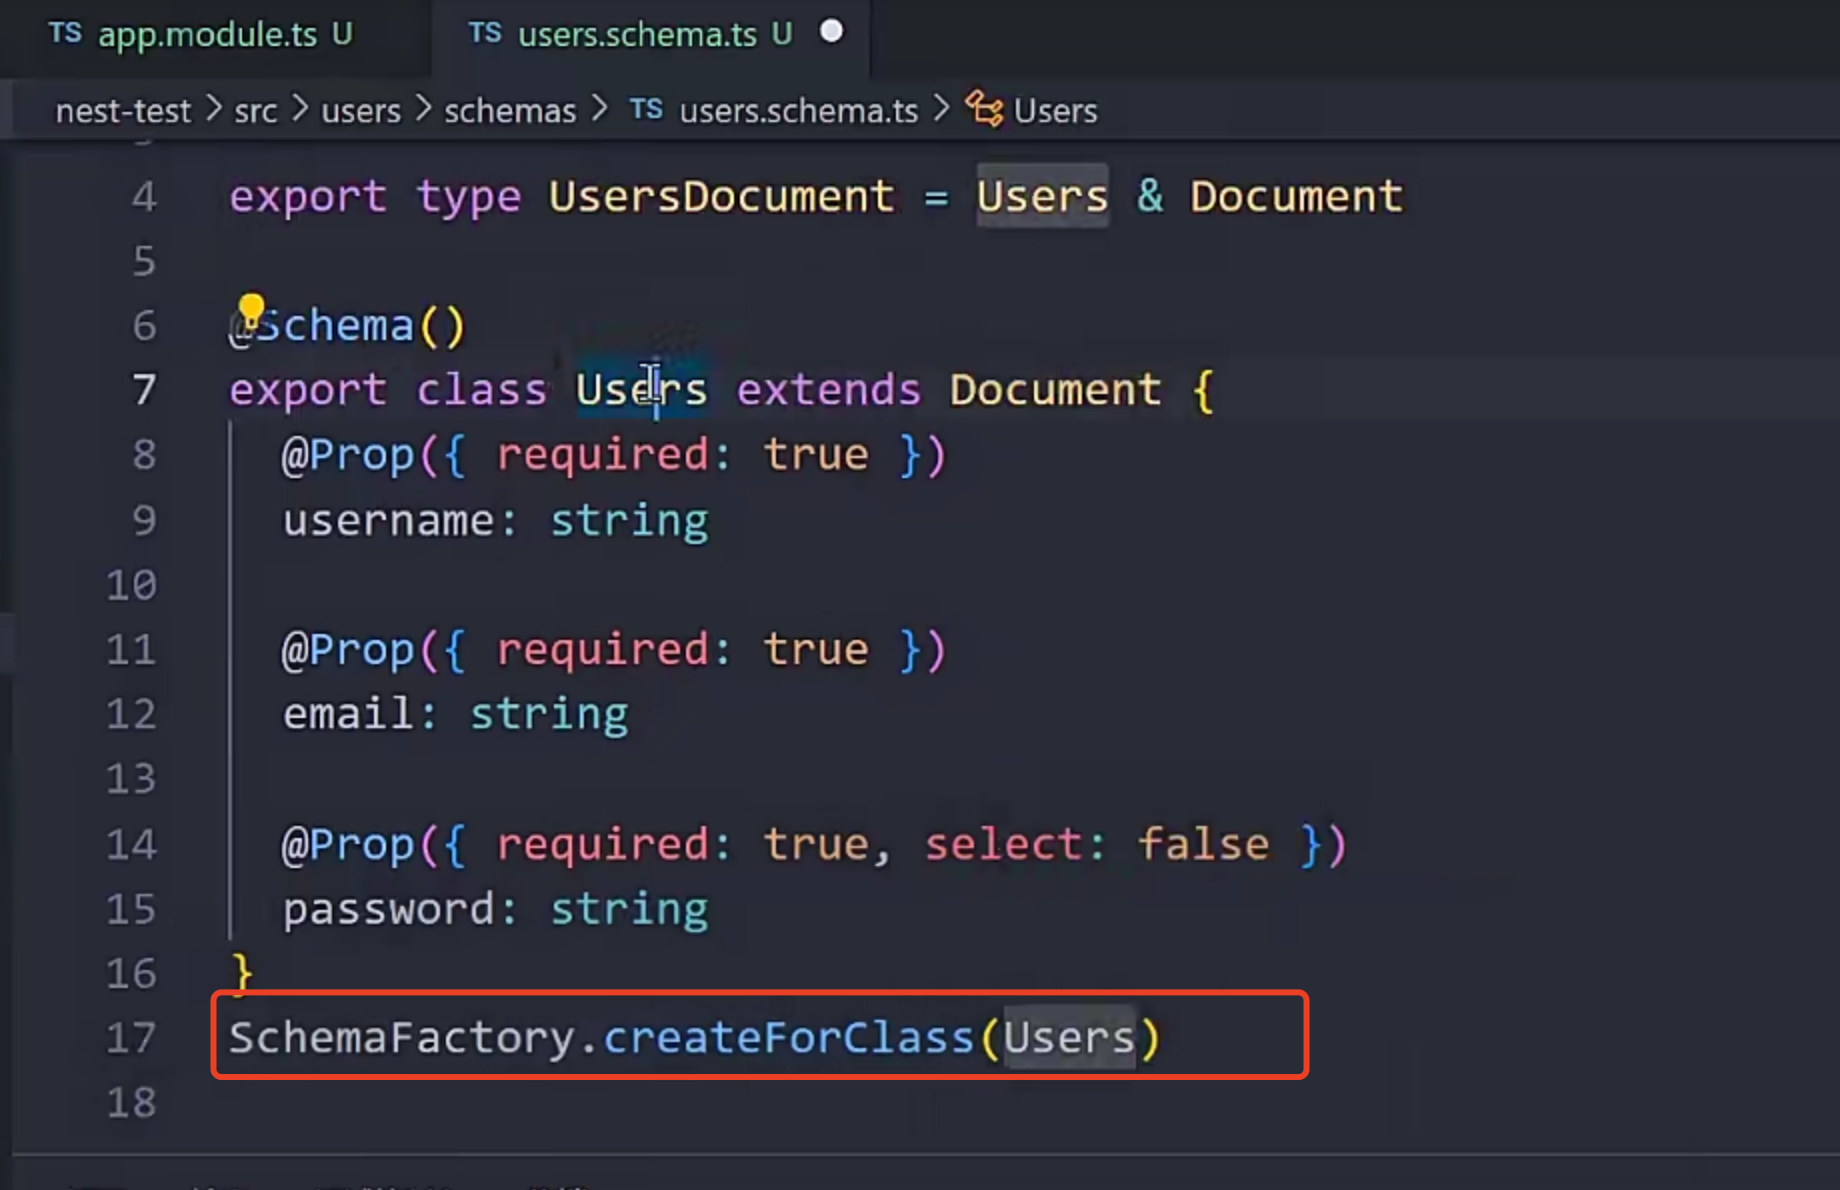 TS app.module.ts U TS users.schema.ts U
nest-test > src > users > schemas > TS users.schema.ts > Users
4 export type UsersDocument = Users & Document
5
6 @Schema()
7 export class Users extends Document {
8 @Prop({ required: true })
9 username: string
10
11 @Prop({ required: true })
12 email: string
13
14 @Prop({ required: true, select: false })
15 password: string
16 }
17 SchemaFactory.createForClass(Users)
18